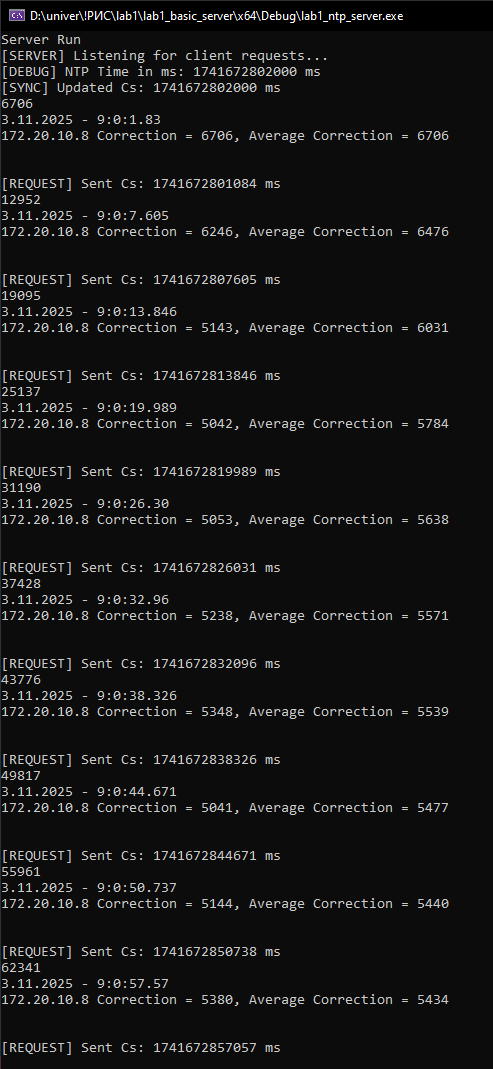 D:\univer\!РИС\lab1\lab1_basic_server\x64\Debug\lab1_ntp_server.exe
Server Run
[SERVER] Listening for client requests...
[DEBUG] NTP Time in ms: 1741672802000 ms
[SYNC] Updated Cs: 1741672802000 ms
6706
3.11.2025 - 9:0:1.83
172.20.10.8 Correction = 6706, Average Correction = 6706
[REQUEST] Sent Cs: 1741672801084 ms
12952
3.11.2025 - 9:0:7.605
172.20.10.8 Correction = 6246, Average Correction = 6476
[REQUEST] Sent Cs: 1741672807605 ms
19095
3.11.2025 - 9:0:13.846
172.20.10.8 Correction = 5143, Average Correction = 6031
[REQUEST] Sent Cs: 1741672813846 ms
25137
3.11.2025 - 9:0:19.989
172.20.10.8 Correction = 5042, Average Correction = 5784
[REQUEST] Sent Cs: 1741672819989 ms
31190
3.11.2025 - 9:0:26.30
172.20.10.8 Correction = 5053, Average Correction = 5638
[REQUEST] Sent Cs: 1741672826031 ms
37428
3.11.2025 - 9:0:32.96
172.20.10.8 Correction = 5238, Average Correction = 5571
[REQUEST] Sent Cs: 1741672832096 ms
43776
3.11.2025 - 9:0:38.326
172.20.10.8 Correction = 5348, Average Correction = 5539
[REQUEST] Sent Cs: 1741672838326 ms
49817
3.11.2025 - 9:0:44.671
172.20.10.8 Correction = 5041, Average Correction = 5477
[REQUEST] Sent Cs: 1741672844671 ms
55961
3.11.2025 - 9:0:50.737
172.20.10.8 Correction = 5144, Average Correction = 5440
[REQUEST] Sent Cs: 1741672850738 ms
62341
3.11.2025 - 9:0:57.57
172.20.10.8 Correction = 5380, Average Correction = 5434
[REQUEST] Sent Cs: 1741672857057 ms